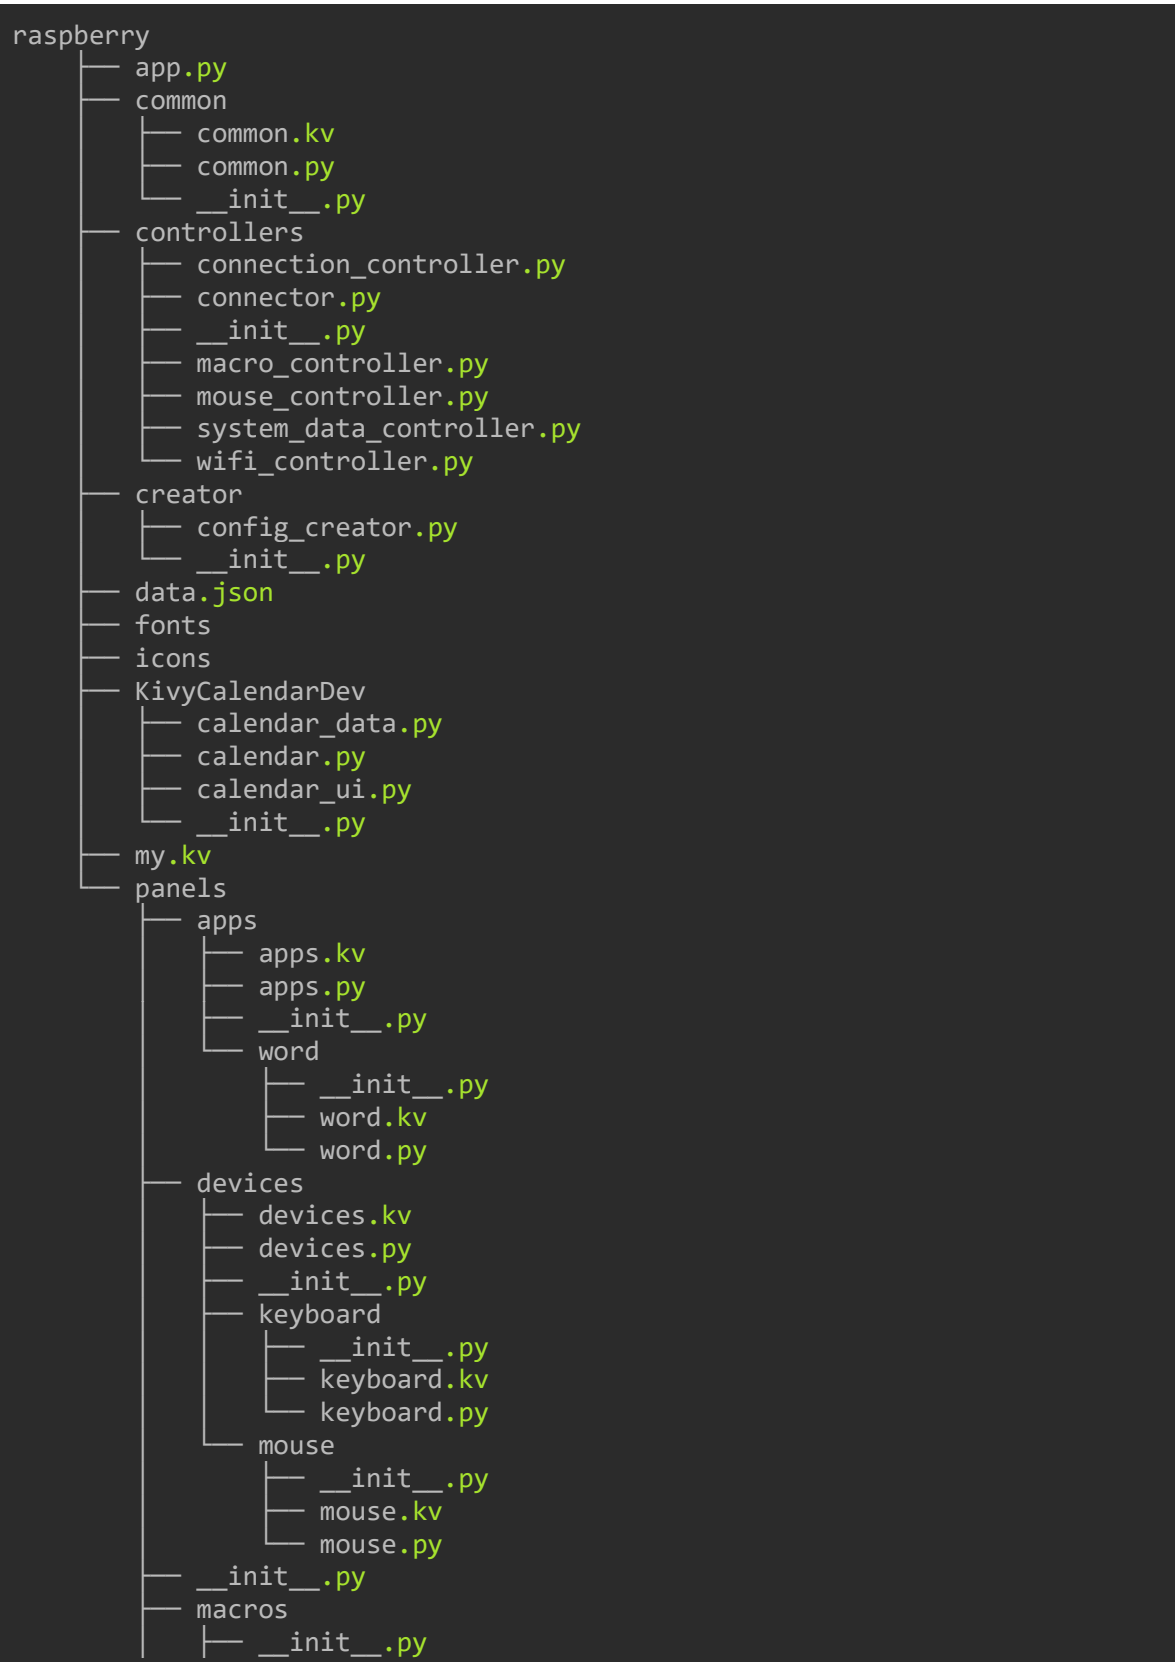 raspberry
├── app.py
├── common
│   ├── common.kv
│   ├── common.py
│   └── __init__.py
├── controllers
│   ├── connection_controller.py
│   ├── connector.py
│   ├── __init__.py
│   ├── macro_controller.py
│   ├── mouse_controller.py
│   ├── system_data_controller.py
│   └── wifi_controller.py
├── creator
│   ├── config_creator.py
│   └── __init__.py
├── data.json
├── fonts
├── icons
├── KivyCalendarDev
│   ├── calendar_data.py
│   ├── calendar.py
│   ├── calendar_ui.py
│   └── __init__.py
├── my.kv
└── panels
    ├── apps
    │   ├── apps.kv
    │   ├── apps.py
    │   ├── __init__.py
    │   └── word
    │       ├── __init__.py
    │       ├── word.kv
    │       └── word.py
    ├── devices
    │   ├── devices.kv
    │   ├── devices.py
    │   ├── __init__.py
    │   ├── keyboard
    │   │   ├── __init__.py
    │   │   ├── keyboard.kv
    │   │   └── keyboard.py
    │   └── mouse
    │       ├── __init__.py
    │       ├── mouse.kv
    │       └── mouse.py
    ├── __init__.py
    ├── macros
    │   ├── __init__.py